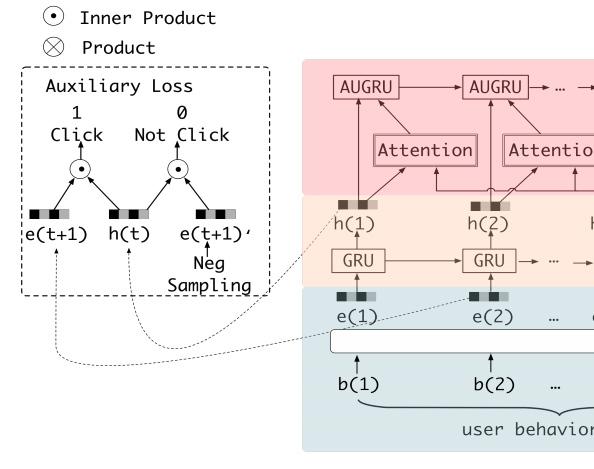 Inner Product
Product
Auxiliary Loss
1 0
Click Not Click
e(t+1) h(t) e(t+1)′
Neg
Sampling
AUGRU AUGRU ...
Attention Attentio
h(1) h(2) h
GRU GRU ...
e(1) e(2) ...
b(1) b(2) ...
user behavior